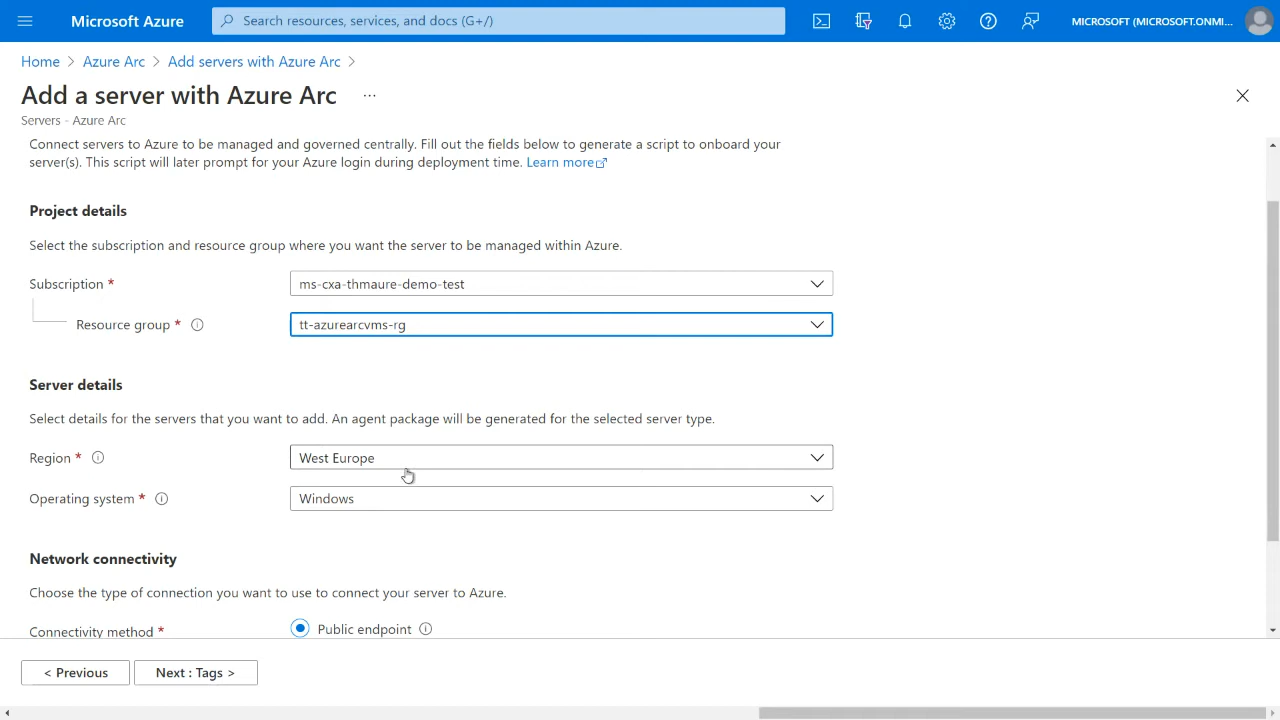 Microsoft Azure
Search resources, services, and docs (G+/)
MICROSOFT (MICROSOFT.ONMI...
Home > Azure Arc > Add servers with Azure Arc >
Add a server with Azure Arc ...
Servers - Azure Arc
Connect servers to Azure to be managed and governed centrally. Fill out the fields below to generate a script to onboard your
server(s). This script will later prompt for your Azure login during deployment time. Learn more
Project details
Select the subscription and resource group where you want the server to be managed within Azure.
Subscription * ms-cxa-thmaure-demo-test
Resource group * tt-azurearcvms-rg
Server details
Select details for the servers that you want to add. An agent package will be generated for the selected server type.
Region * West Europe
Operating system * Windows
Network connectivity
Choose the type of connection you want to use to connect your server to Azure.
Connectivity method * Public endpoint
< Previous
Next : Tags >